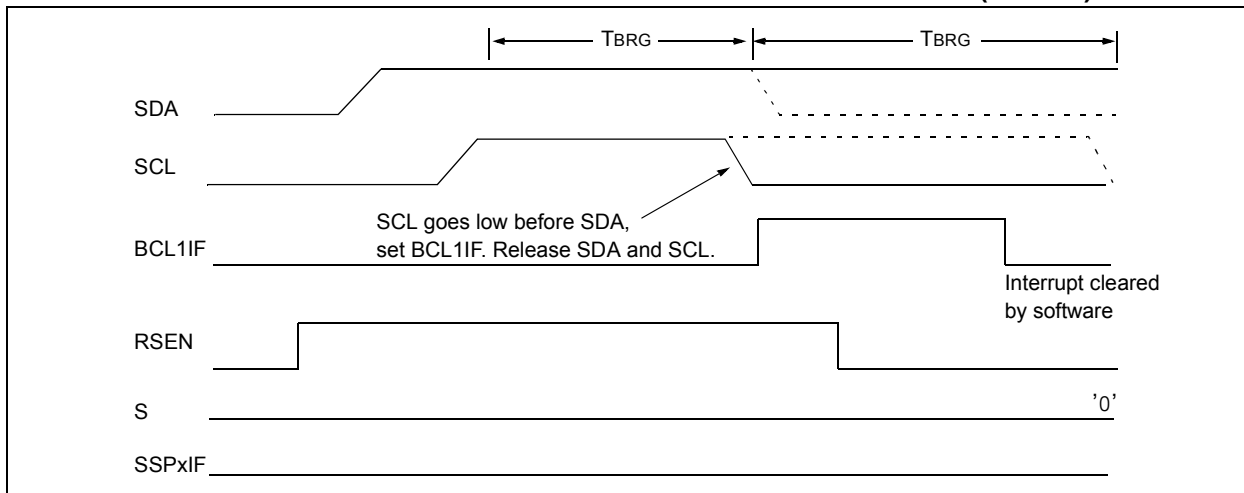 TBRG TBRG
SDA
SCL
SCL goes low before SDA,
set BCL1IF. Release SDA and SCL.
BCL1IF
Interrupt cleared
by software
RSEN
S '0'
SSPxIF